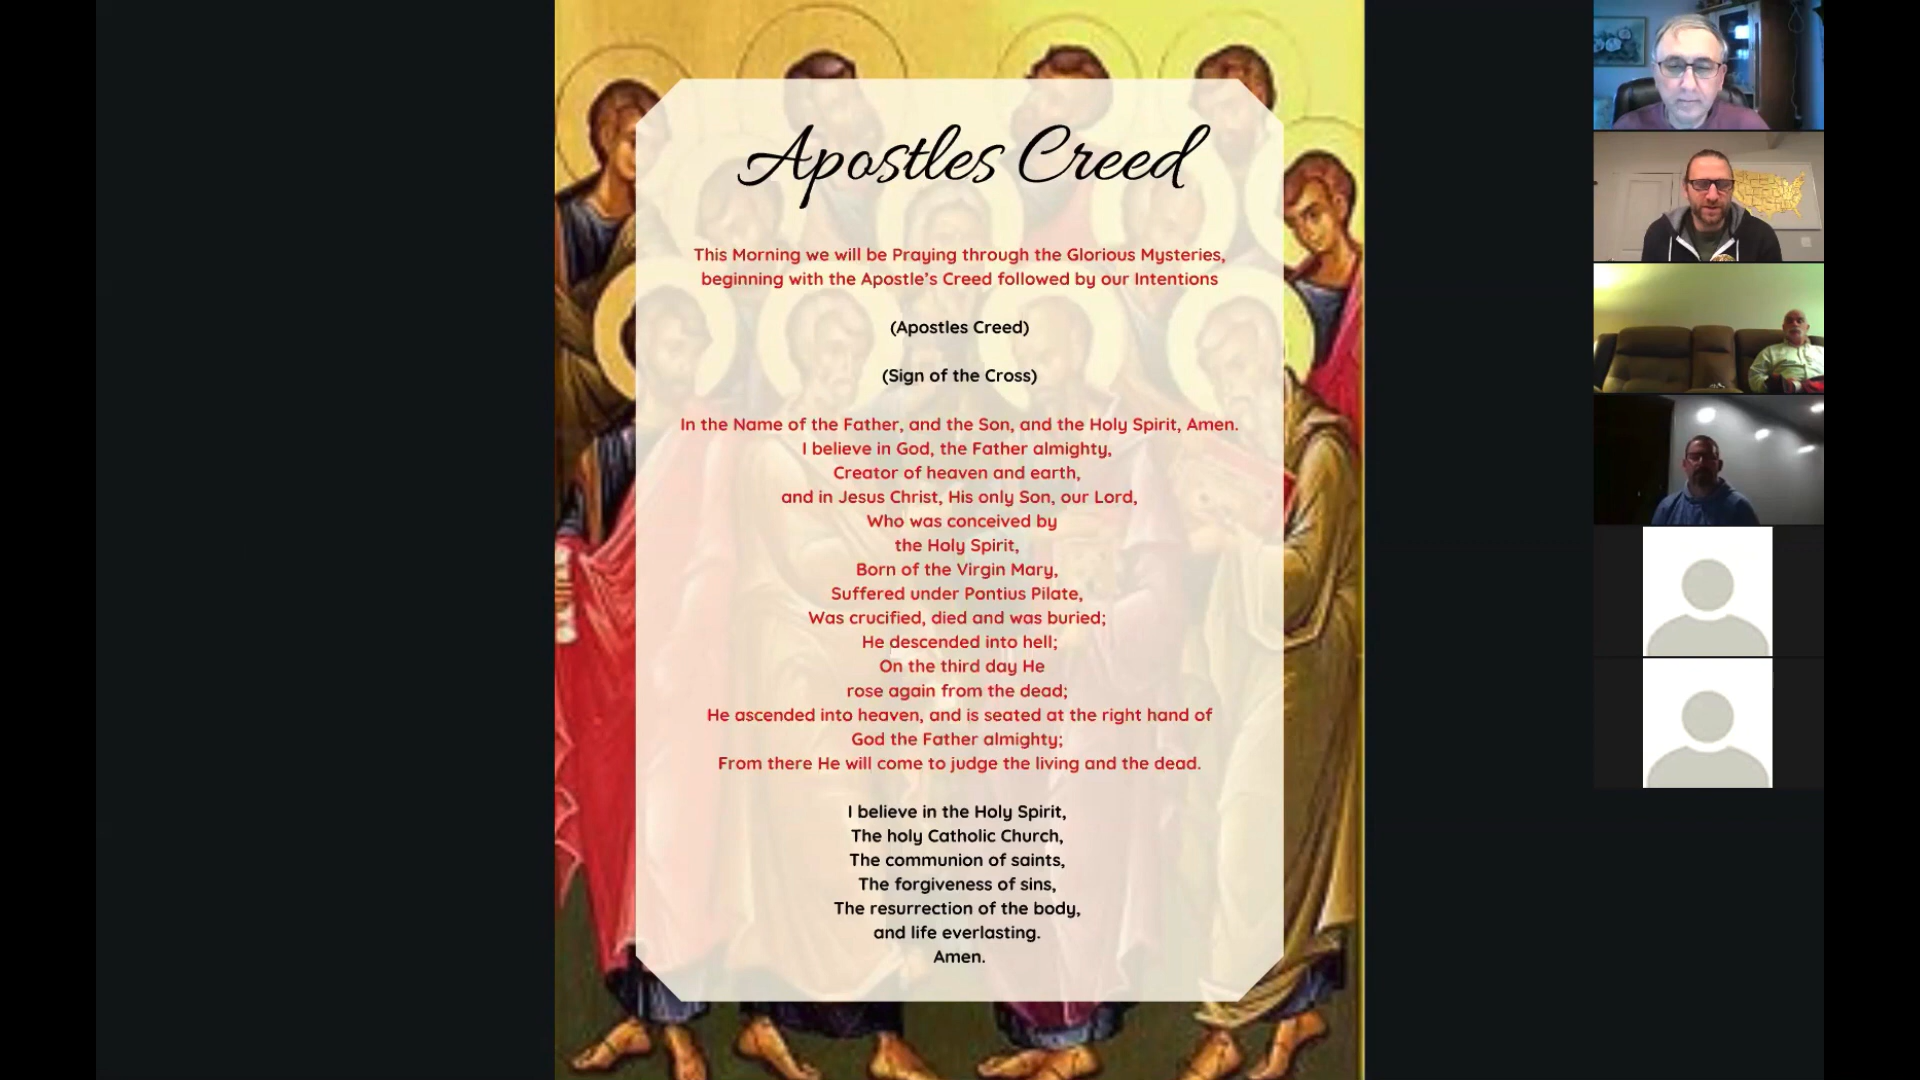 Apostles Creed
This Morning we will be Praying through the Glorious Mysteries,
beginning with the Apostle's Creed followed by our Intentions
(Apostles Creed)
(Sign of the Cross)
In the Name of the Father, and the Son, and the Holy Spirit, Amen.
I believe in God, the Father almighty,
Creator of heaven and earth,
and in Jesus Christ, His only Son, our Lord,
Who was conceived by
the Holy Spirit,
Born of the Virgin Mary,
Suffered under Pontius Pilate,
Was crucified, died and was buried;
He descended into hell;
On the third day He
rose again from the dead;
He ascended into heaven, and is seated at the right hand of
God the Father almighty;
From there He will come to judge the living and the dead.
I believe in the Holy Spirit,
The holy Catholic Church,
The communion of saints,
The forgiveness of sins,
The resurrection of the body,
and life everlasting.
Amen.